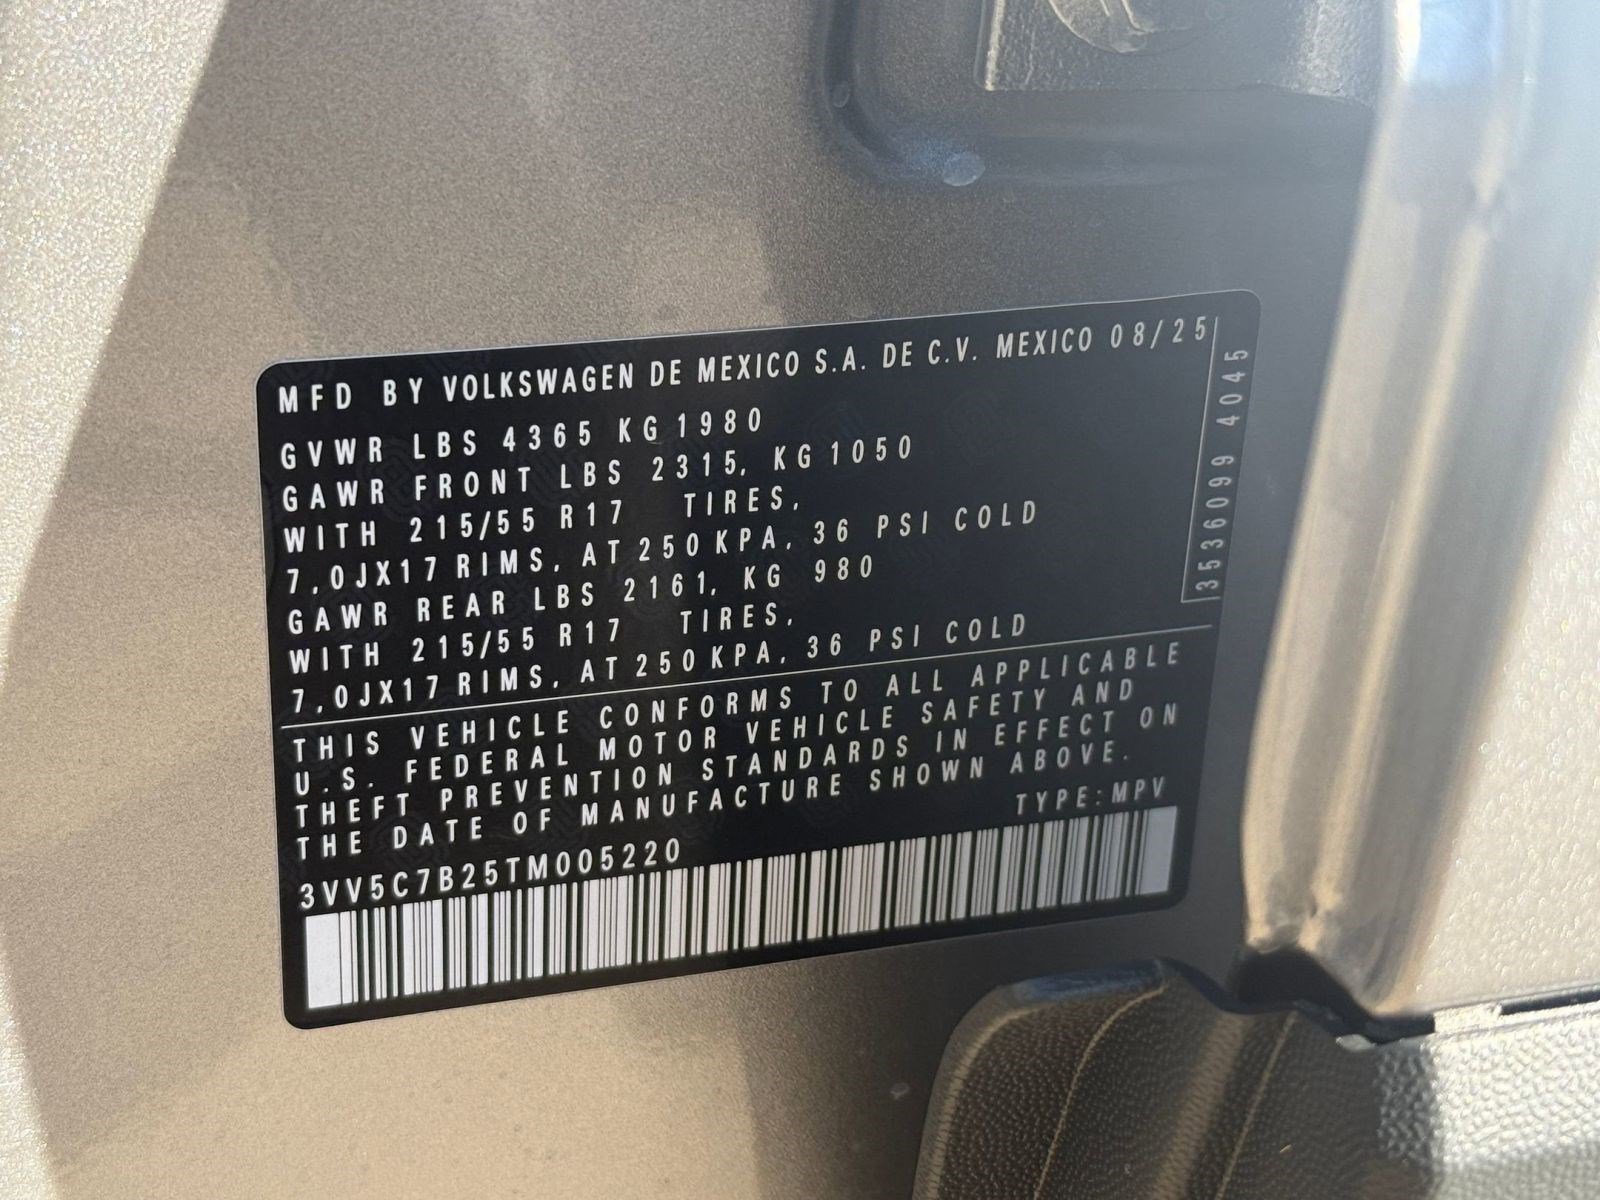 MFD BY VOLKSWAGEN DE MEXICO S.A. DE C.V. MEXICO 08/25
GVWR LBS 4365 KG 1980
GAWR FRONT LBS 2315, KG 1050
WITH 215/55 R17 TIRES,
7,0JX17 RIMS, AT 250 KPA, 36 PSI COLD
GAWR REAR LBS 2161, KG 980
WITH 215/55 R17 TIRES,
7,0JX17 RIMS, AT 250 KPA, 36 PSI COLD
THIS VEHICLE CONFORMS TO ALL APPLICABLE
U.S. FEDERAL MOTOR VEHICLE SAFETY AND
THEFT PREVENTION STANDARDS IN EFFECT ON
THE DATE OF MANUFACTURE SHOWN ABOVE.
TYPE:MPV
3VV5C7B25TM005220
3536099 4045